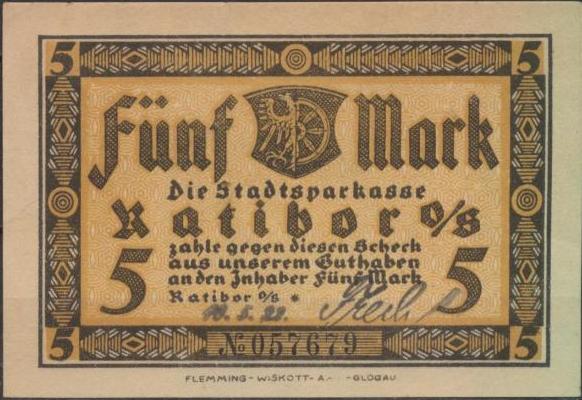 5 5
Fünf Mark
Die Stadtsparkasse
Ratibor o/s
zahle gegen diesen Scheck
aus unserem Guthaben
5 an den Inhaber Fünf Mark 5
Ratibor o/s *
№ 057679
5 5
FLEMMING-WISKOTT-A.- -GLOGAU